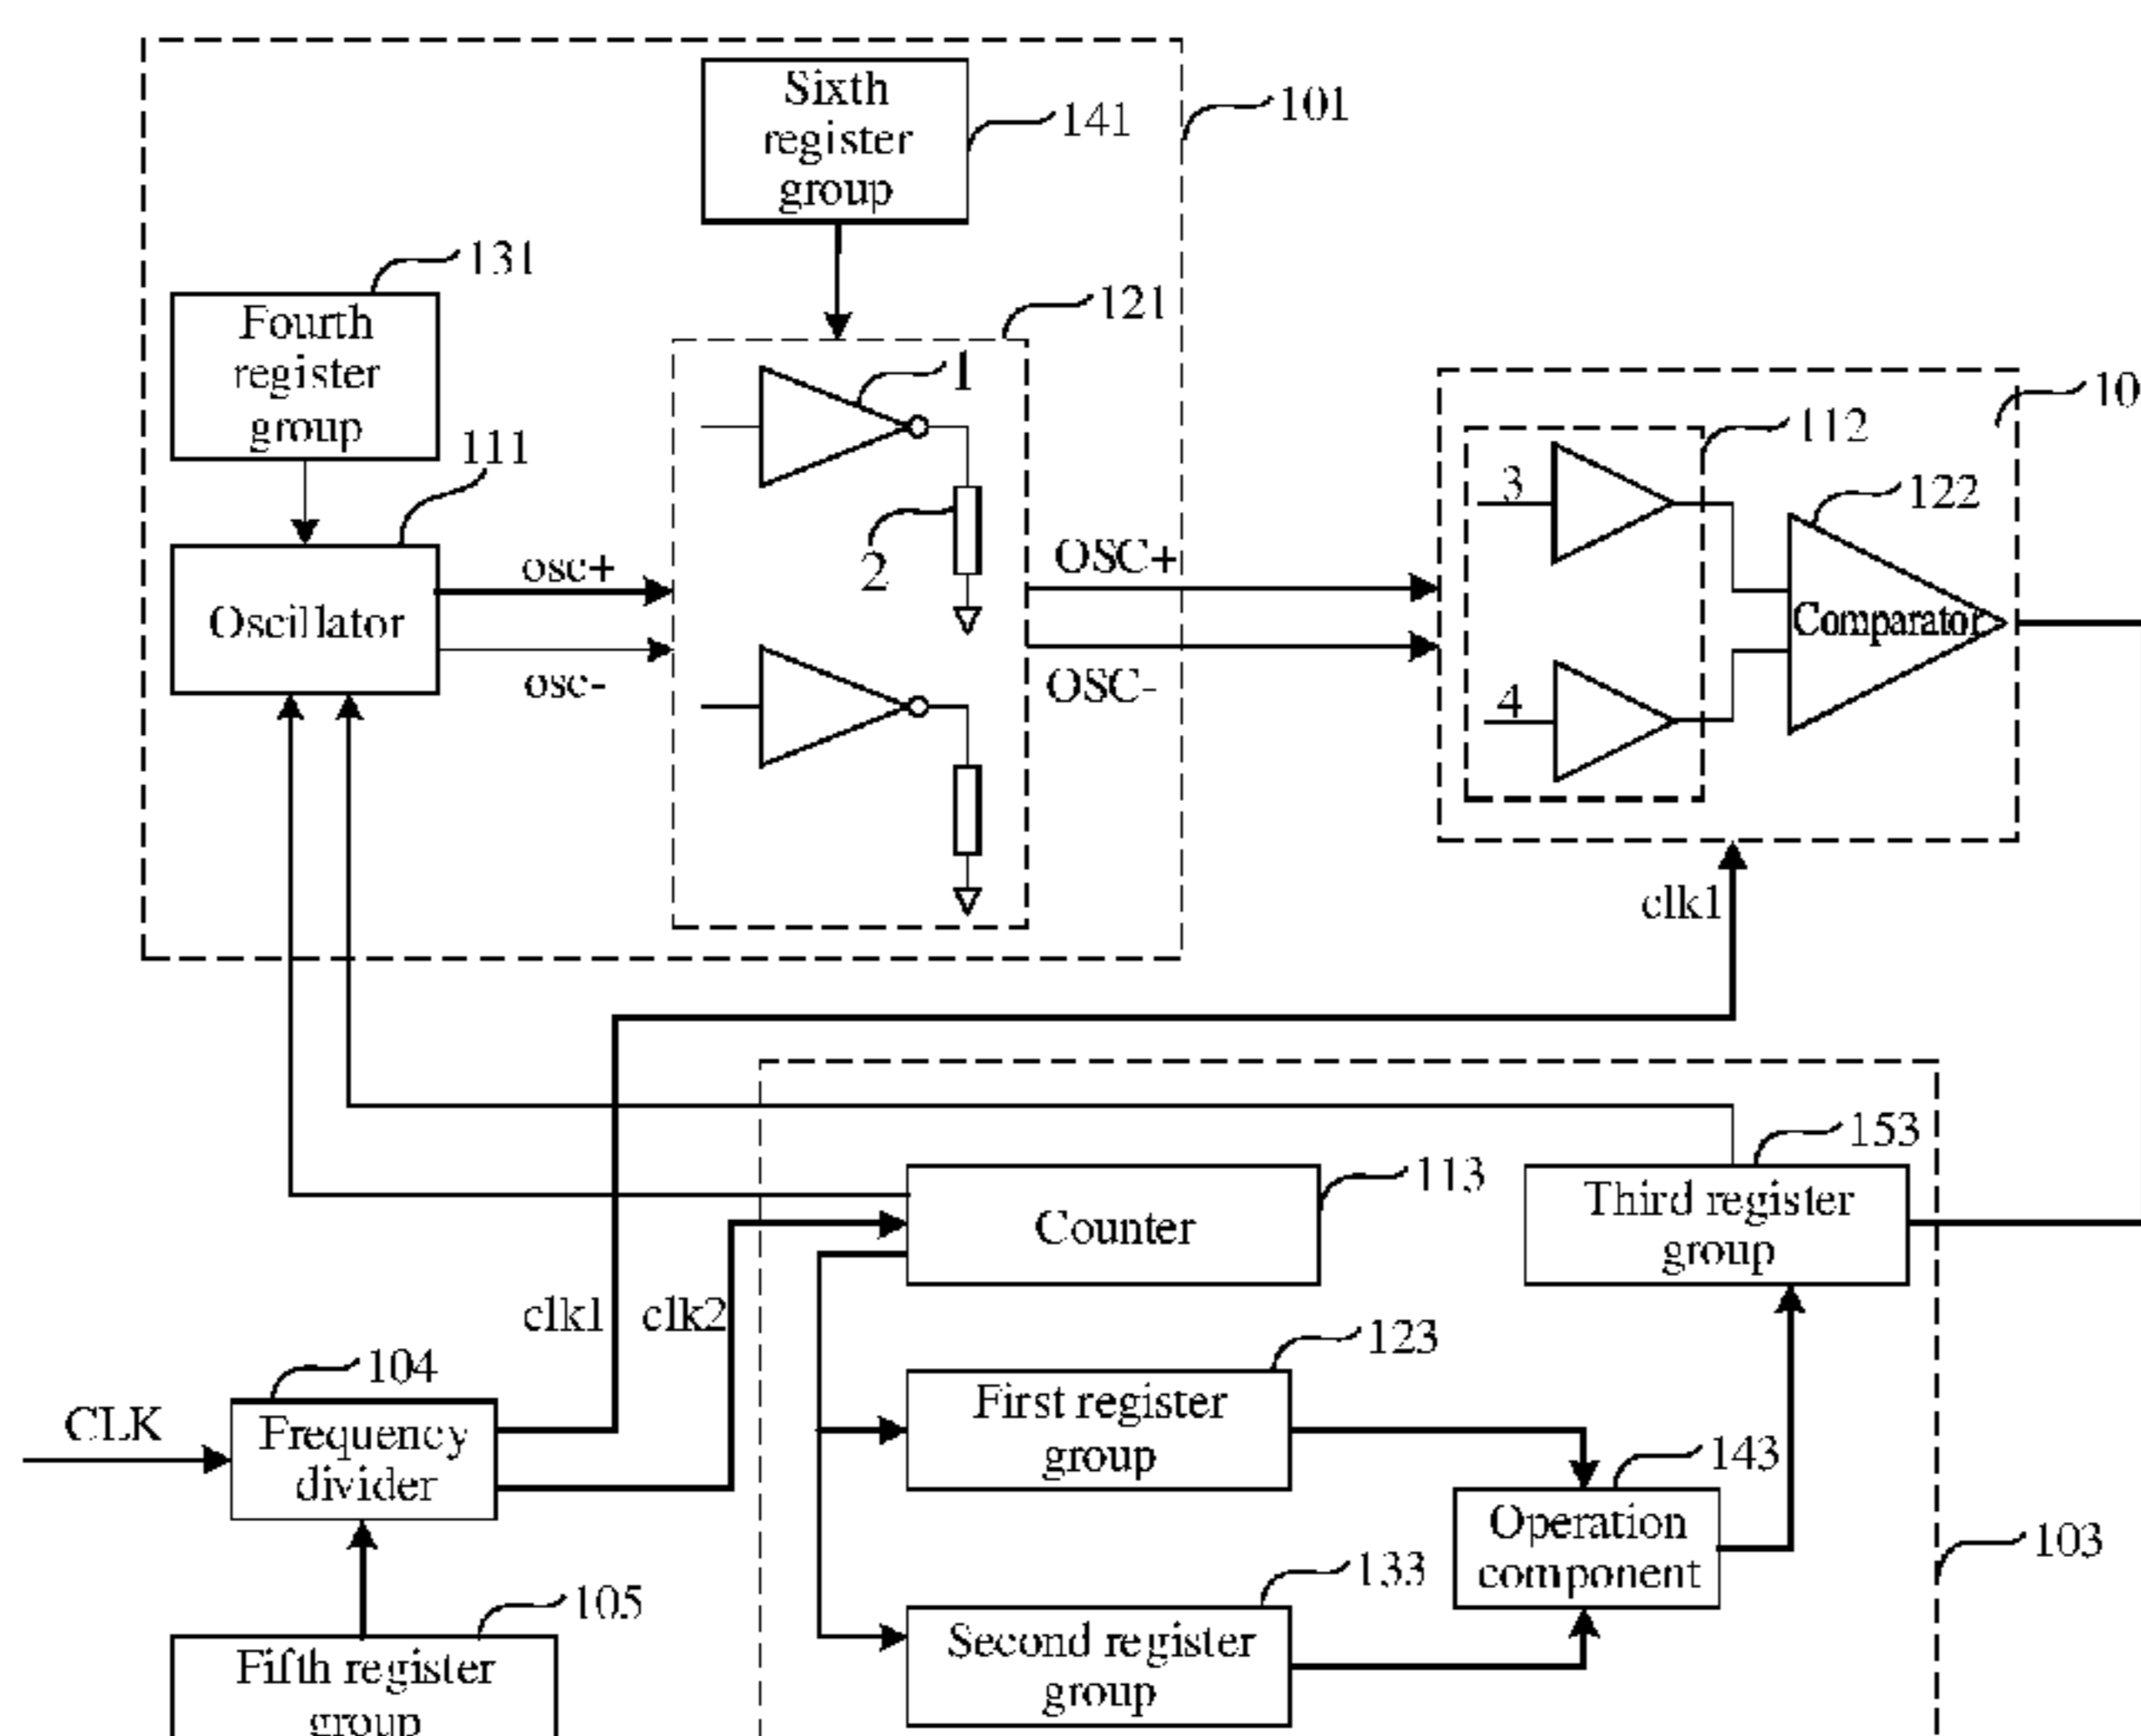 Sixth
register
group
141
101
131
Fourth
register
group
121
1
111
2
osc+
Oscillator
osc-
OSC+
OSC-
10
112
3
122
Comparator
4
clk1
153
113
Third register
group
Counter
clk1
clk2
123
104
CLK
Frequency
divider
First register
group
143
Operation
component
103
133
105
Second register
group
Fifth register
group